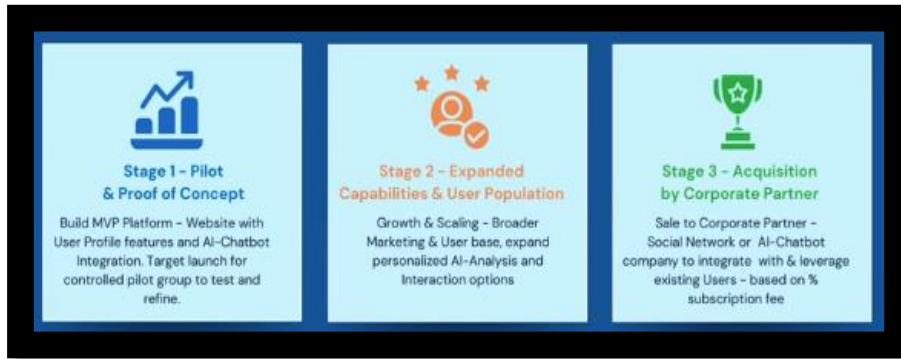 Stage 1 - Pilot
& Proof of Concept
Build MVP Platform - Website with
User Profile features and AI-Chatbot
Integration. Target launch for
controlled pilot group to test and
refine.
Stage 2 - Expanded
Capabilities & User Population
Growth & Scaling - Broader
Marketing & User base, expand
personalized AI-Analysis and
Interaction options
Stage 3 - Acquisition
by Corporate Partner
Sale to Corporate Partner -
Social Network or AI-Chatbot
company to integrate with & leverage
existing Users - based on %
subscription fee